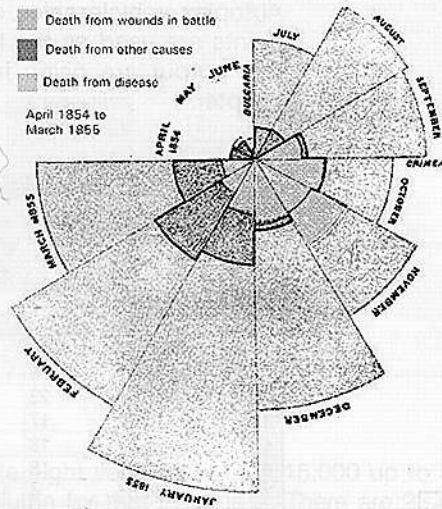 Death from wounds in battle
Death from other causes
Death from disease
April 1854 to
March 1855
APRIL
1854
MAY
JUNE
BULGARIA
JULY
AUGUST
SEPTEMBER
CRIMEA
OCTOBER
NOVEMBER
DECEMBER
JANUARY 1855
FEBRUARY
MARCH 1855